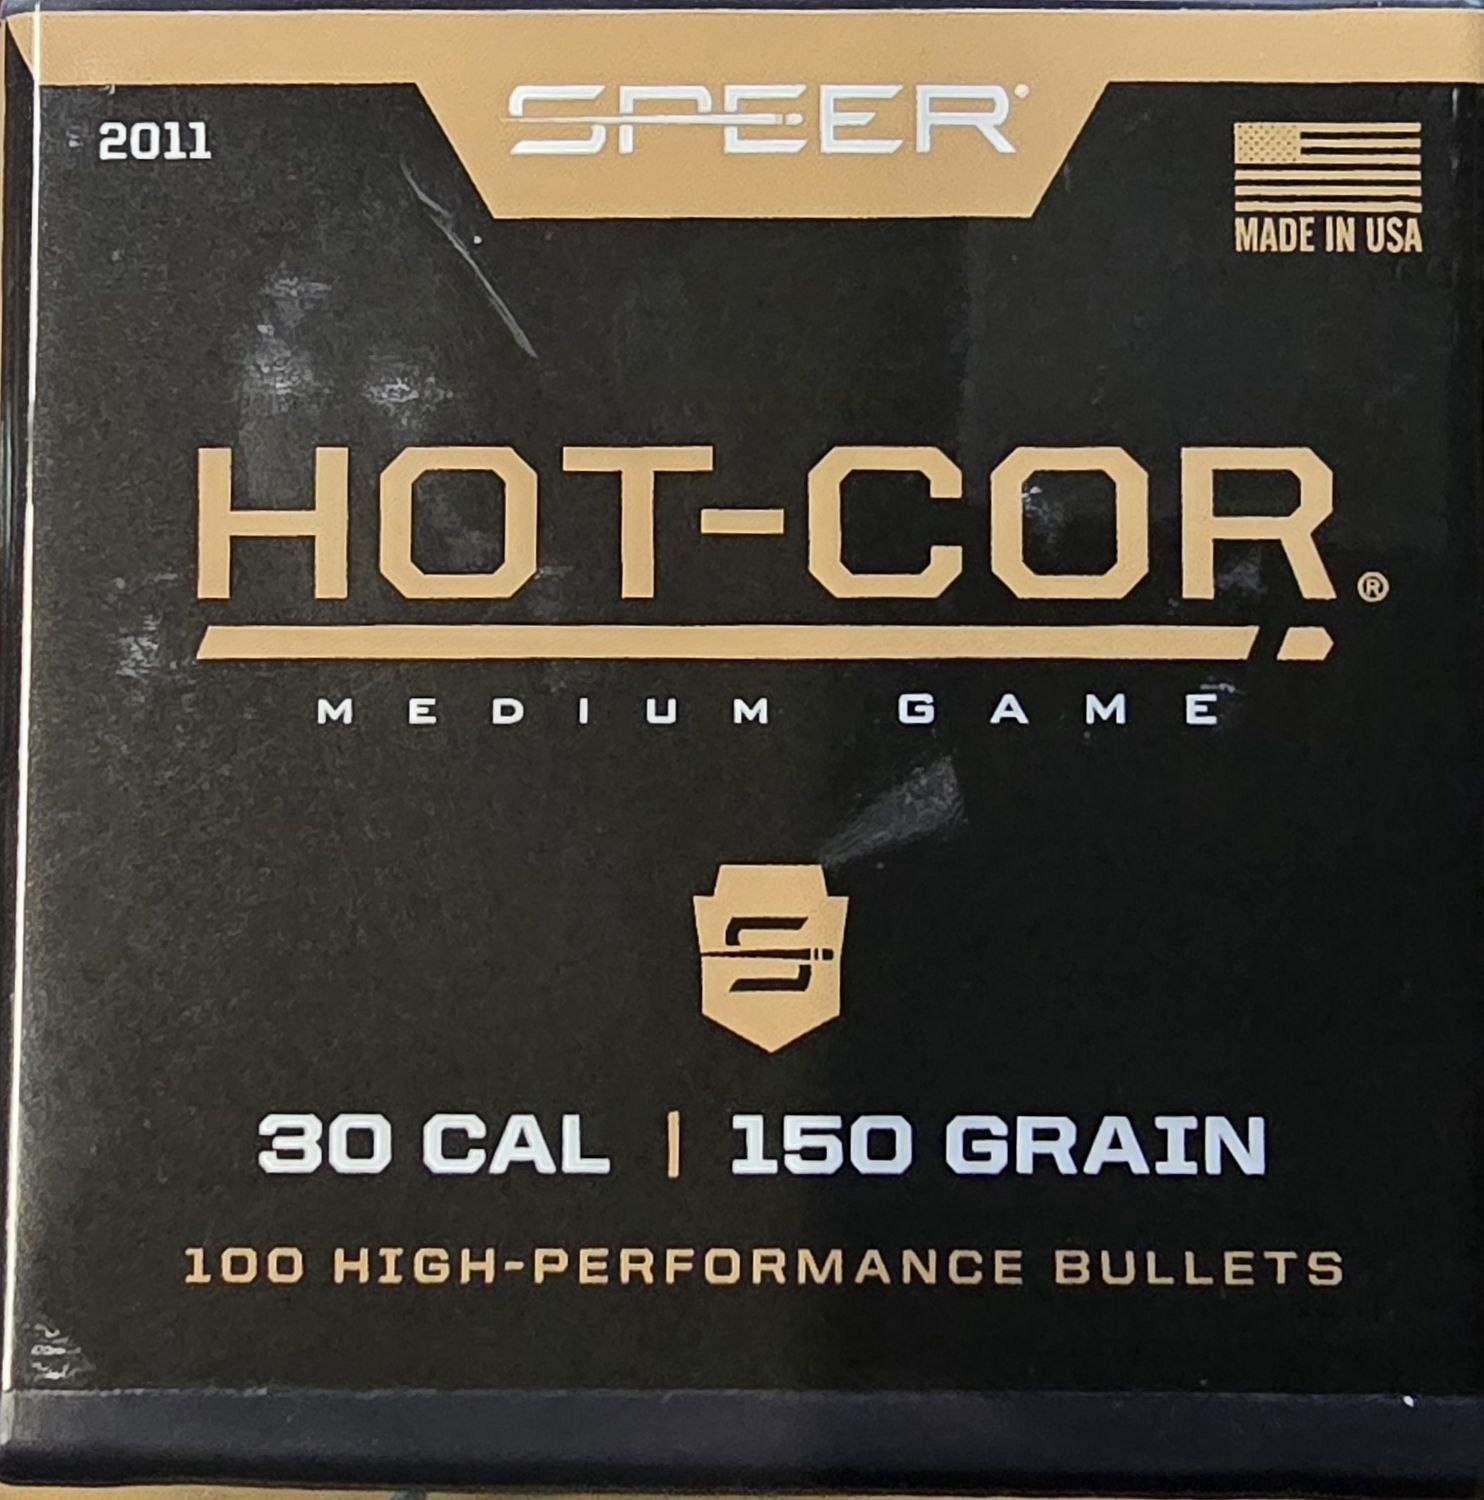 SPEER®
2011
MADE IN USA
HOT-COR®
MEDIUM GAME
S
30 CAL | 150 GRAIN
100 HIGH-PERFORMANCE BULLETS